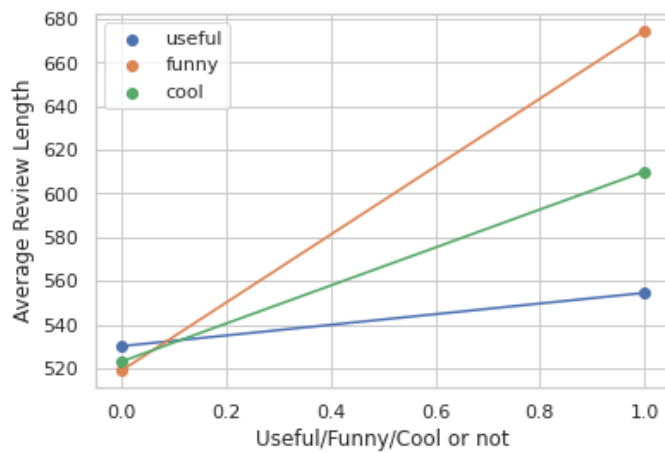 680
660
640
620
600
580
560
540
520
Average Review Length
useful
funny
cool
0.0 0.2 0.4 0.6 0.8 1.0
Useful/Funny/Cool or not